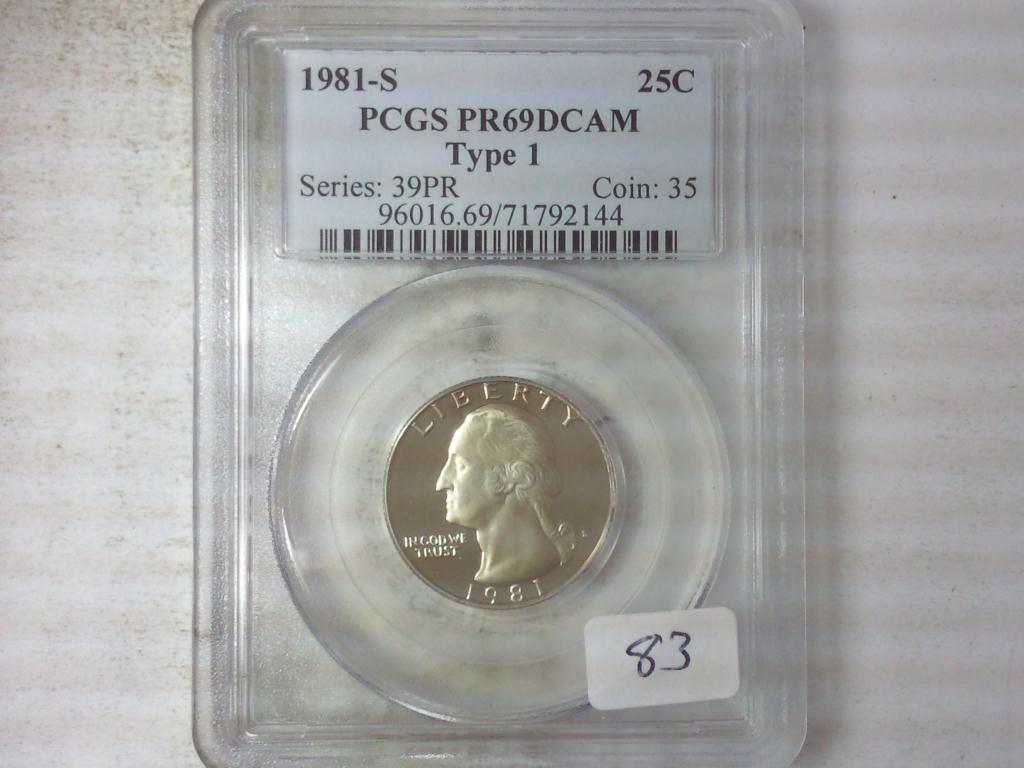 1981-S 25C
PCGS PR69DCAM
Type 1
Series: 39PR Coin: 35
96016.69/71792144
LIBERTY
IN GOD WE
TRUST
S
1981
83